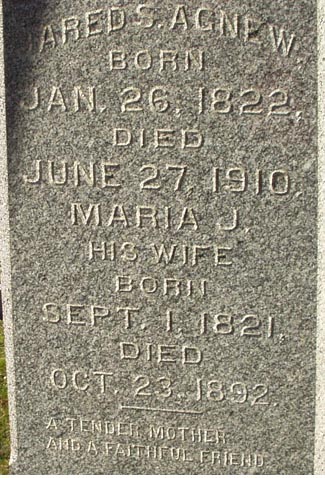 JARED S. AGNEW,
BORN
JAN. 26, 1822,
DIED
JUNE 27, 1910.
MARIA J.
HIS WIFE
BORN
SEPT. 1, 1821,
DIED
OCT. 23, 1892.
A TENDER MOTHER
AND A FAITHFUL FRIEND.